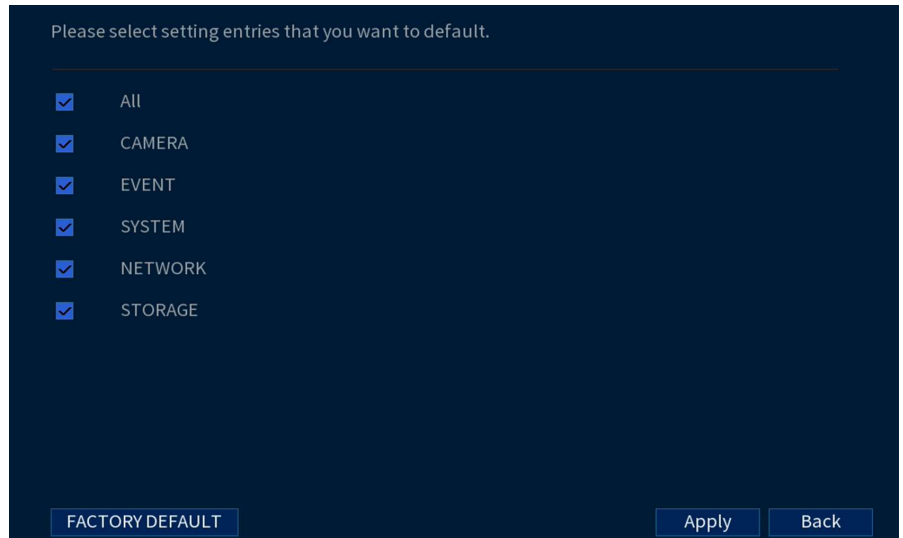 Please select setting entries that you want to default.
All
CAMERA
EVENT
SYSTEM
NETWORK
STORAGE
FACTORY DEFAULT
Apply
Back